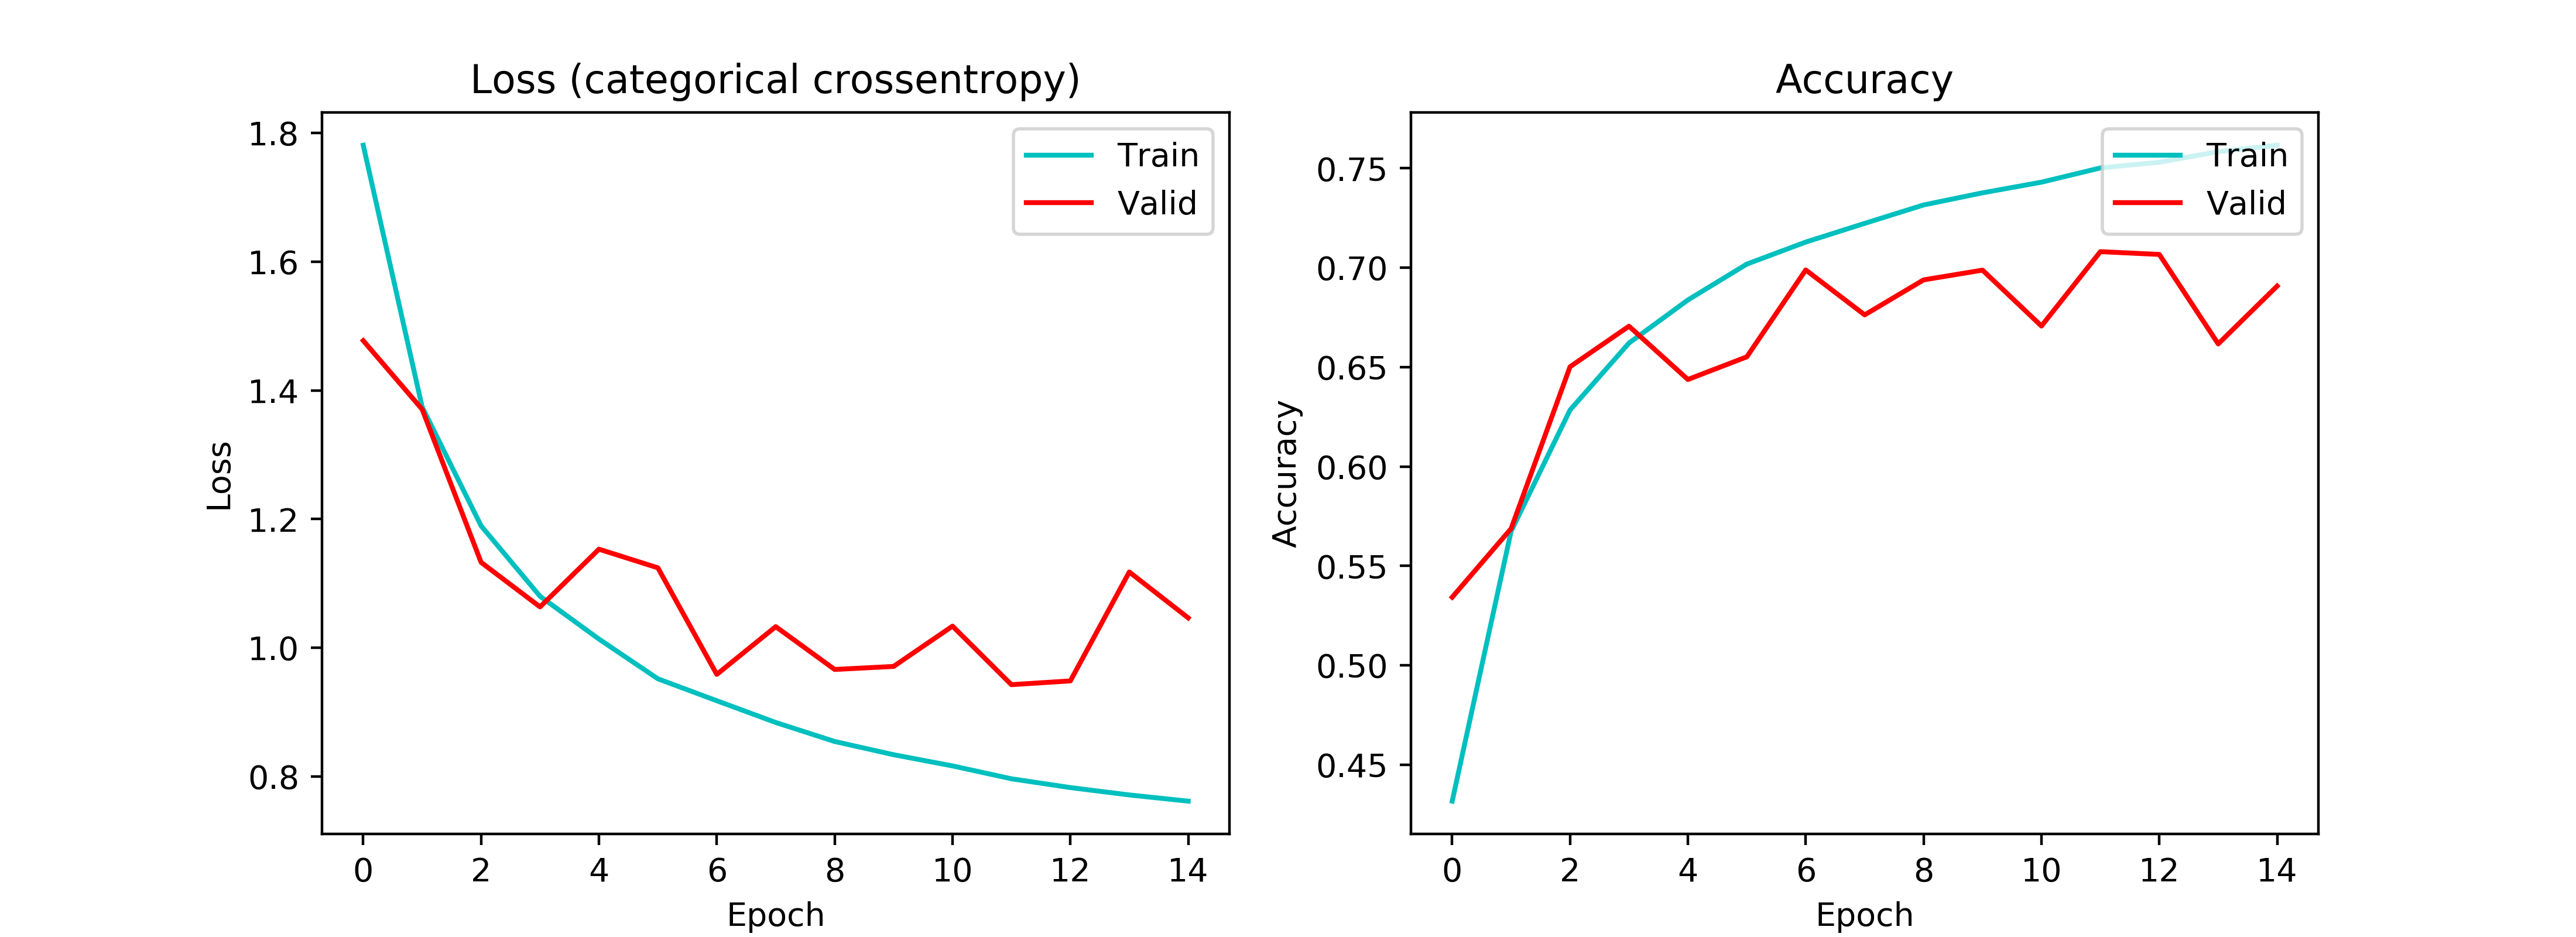 Loss (categorical crossentropy)
1.8
1.6
1.4
1.2
1.0
0.8
Loss
Train
Valid
0 2 4 6 8 10 12 14
Epoch
Accuracy
0.75
0.70
0.65
0.60
0.55
0.50
0.45
Accuracy
Train
Valid
0 2 4 6 8 10 12 14
Epoch